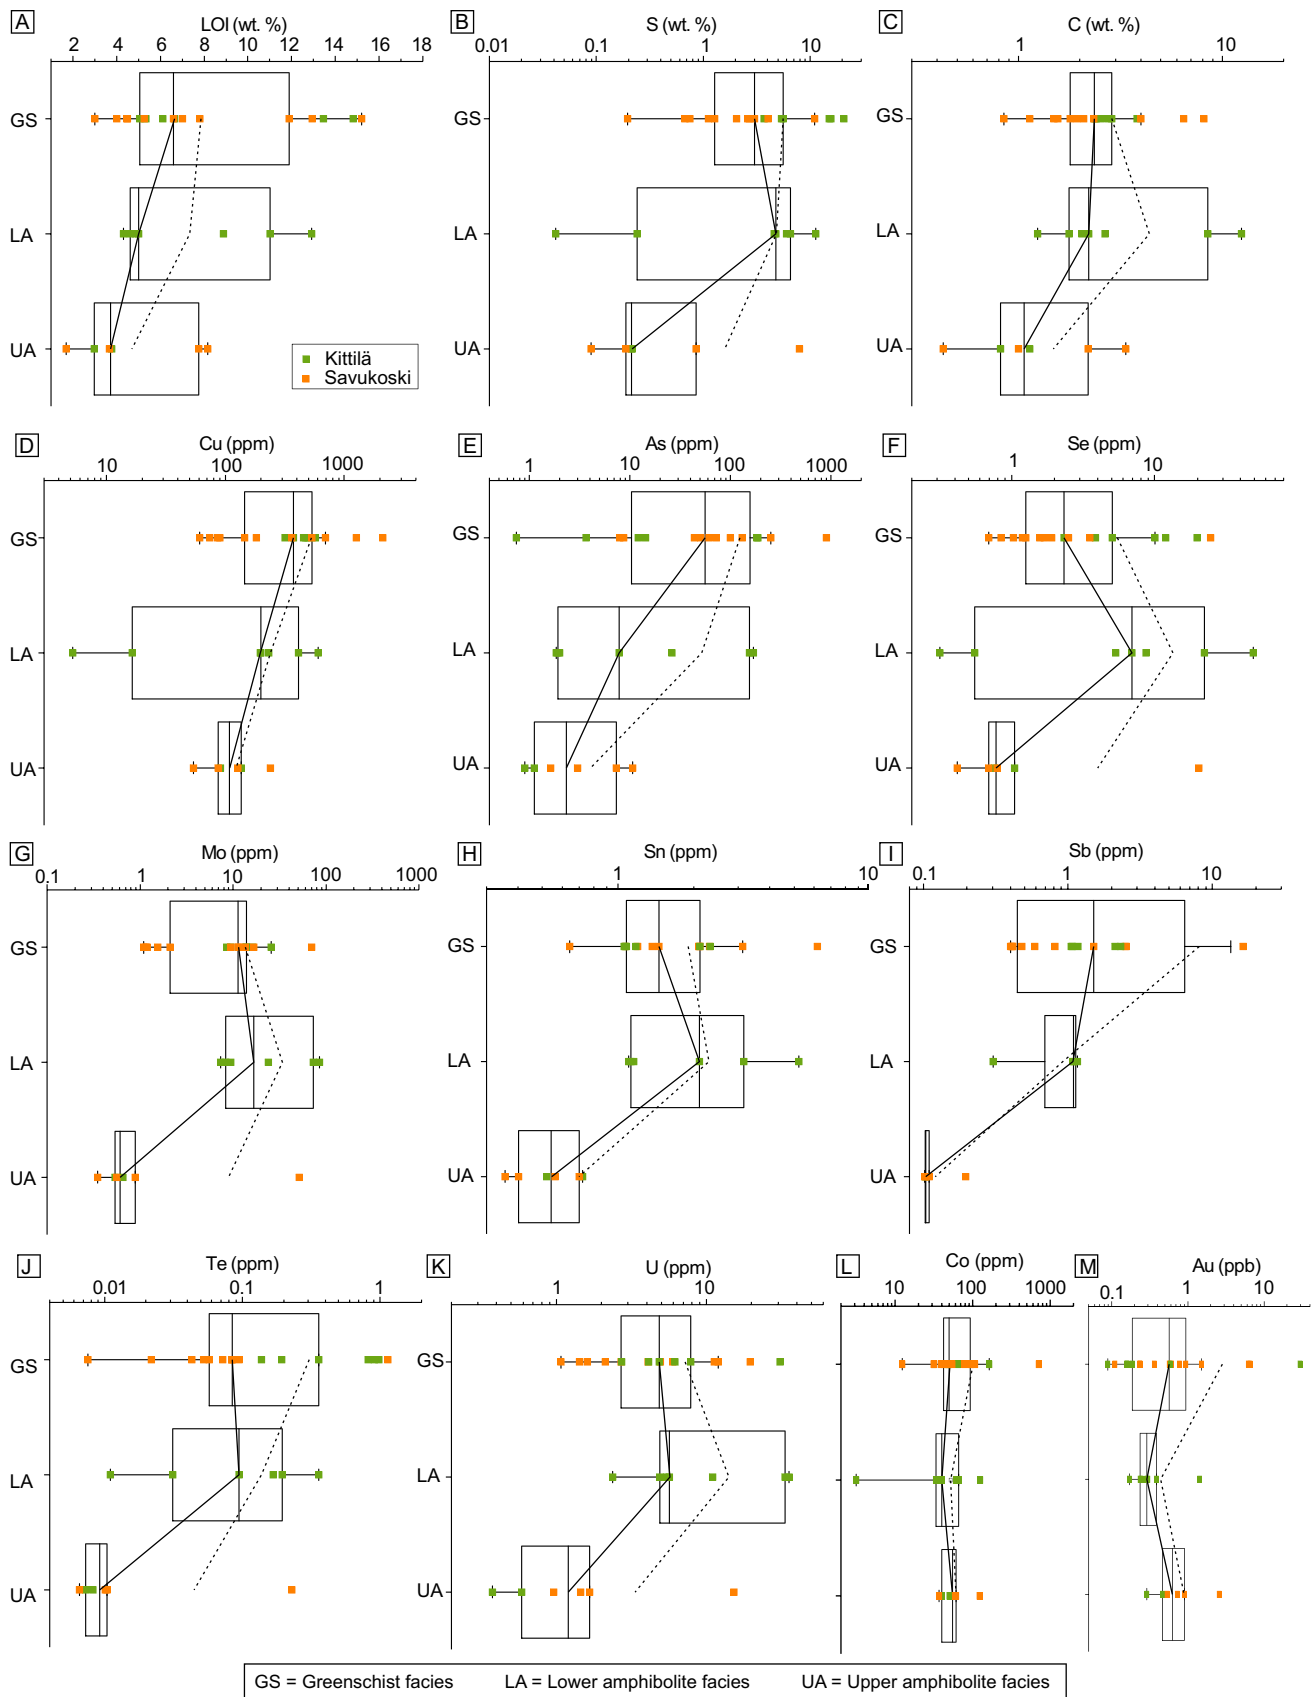 A LOI (wt. %) B S (wt. %) C C (wt. %)
2 4 6 8 10 12 14 16 18 0.01 0.1 1 10 1 10
GS GS GS
LA LA LA
UA UA UA
Kittilä
Savukoski
D Cu (ppm) E As (ppm) F Se (ppm)
10 100 1000 1 10 100 1000 1 10
GS GS GS
LA LA LA
UA UA UA
G Mo (ppm) H Sn (ppm) I Sb (ppm)
0.1 1 10 100 1000 1 10 0.1 1 10
GS GS GS
LA LA LA
UA UA UA
J Te (ppm) K U (ppm) L Co (ppm) M Au (ppb)
0.01 0.1 1 1 10 10 100 1000 0.1 1 10
GS GS
LA LA
UA UA
GS = Greenschist facies LA = Lower amphibolite facies UA = Upper amphibolite facies